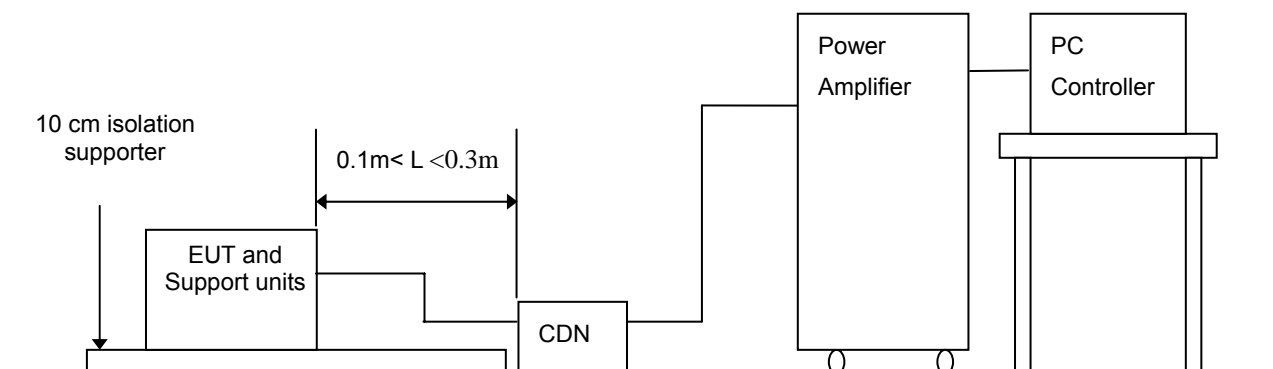 Power
Amplifier
PC
Controller
10 cm isolation
supporter
0.1m< L <0.3m
EUT and
Support units
CDN